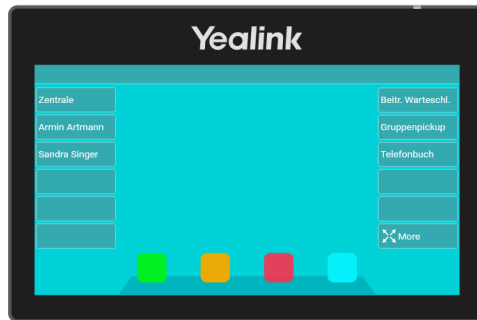 Yealink
Zentrale
Armin Artmann
Sandra Singer
Beitr. Warteschl.
Gruppenpickup
Telefonbuch
More